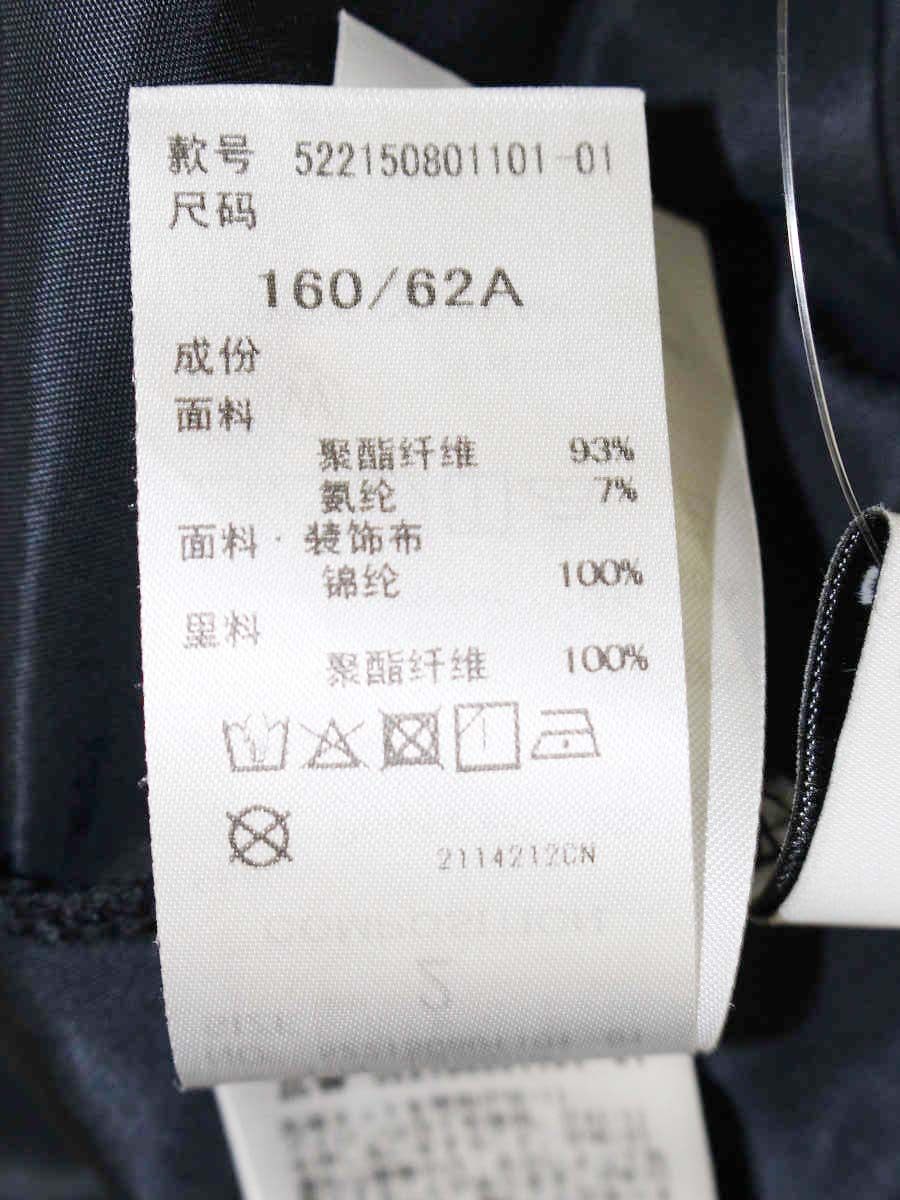 款号 522150801101-01
尺码
160/62A
成份
面料
聚酯纤维 93%
氨纶 7%
面料·装饰布
锦纶 100%
里料
聚酯纤维 100%
2114212CN
2